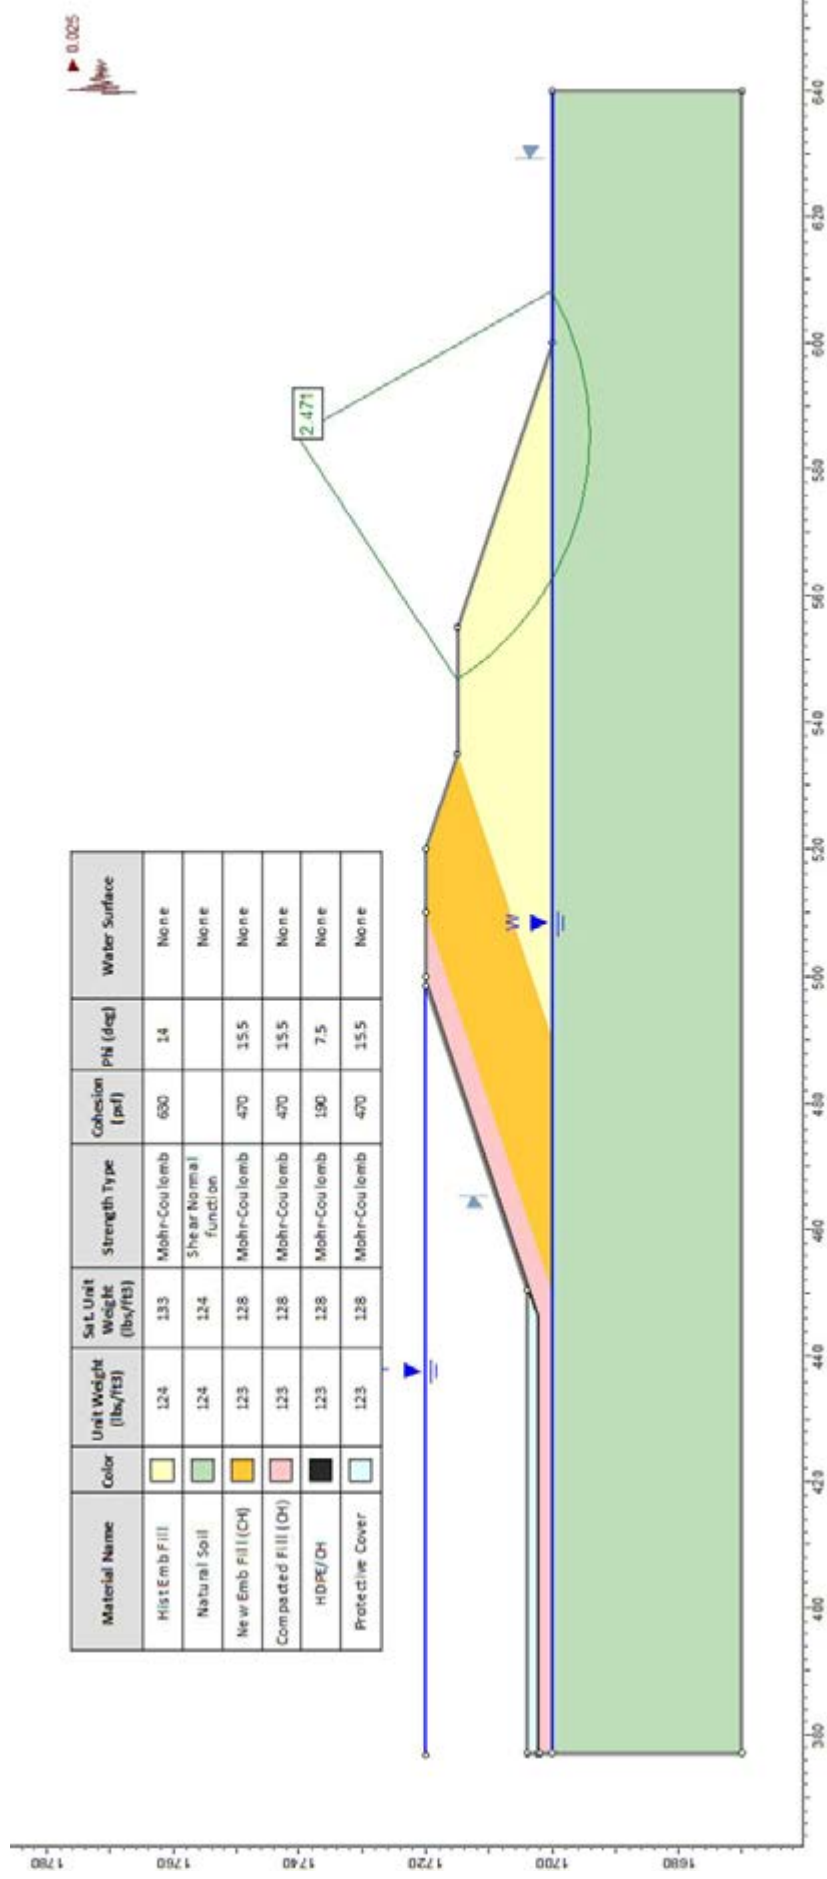 0.025
2.471
Material Name Color Unit Weight (lbs/ft3) Sat. Unit Weight (lbs/ft3) Strength Type Cohesion (psf) Phi (deg) Water Surface
Hist Emb Fill 124 133 Mohr-Coulomb 630 14 None
Natural Soil 124 124 Shear Normal function None
New Emb Fill (CH) 123 128 Mohr-Coulomb 470 15.5 None
Compacted Fill (CH) 123 128 Mohr-Coulomb 470 15.5 None
HDPE/CH 123 128 Mohr-Coulomb 190 7.5 None
Protective Cover 123 128 Mohr-Coulomb 470 15.5 None
W
1780
1760
1740
1720
1700
1680
380 400 420 440 460 480 500 520 540 560 580 600 620 640